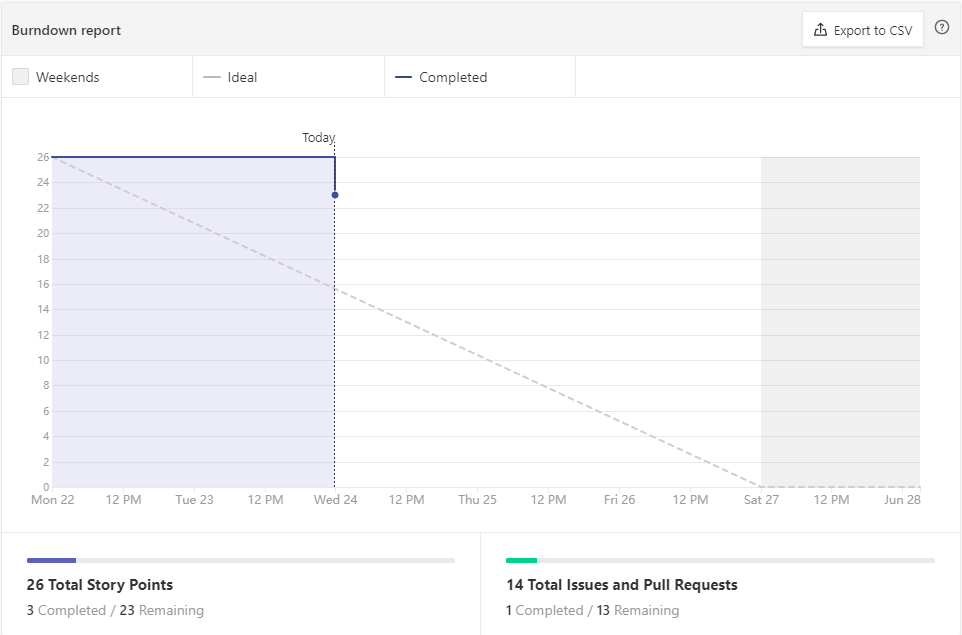 Burndown report
Export to CSV
?
Weekends
Ideal
Completed
Today
26
24
22
20
18
16
14
12
10
8
6
4
2
0
Mon 22 12 PM Tue 23 12 PM Wed 24 12 PM Thu 25 12 PM Fri 26 12 PM Sat 27 12 PM Jun 28
26 Total Story Points
3 Completed / 23 Remaining
14 Total Issues and Pull Requests
1 Completed / 13 Remaining